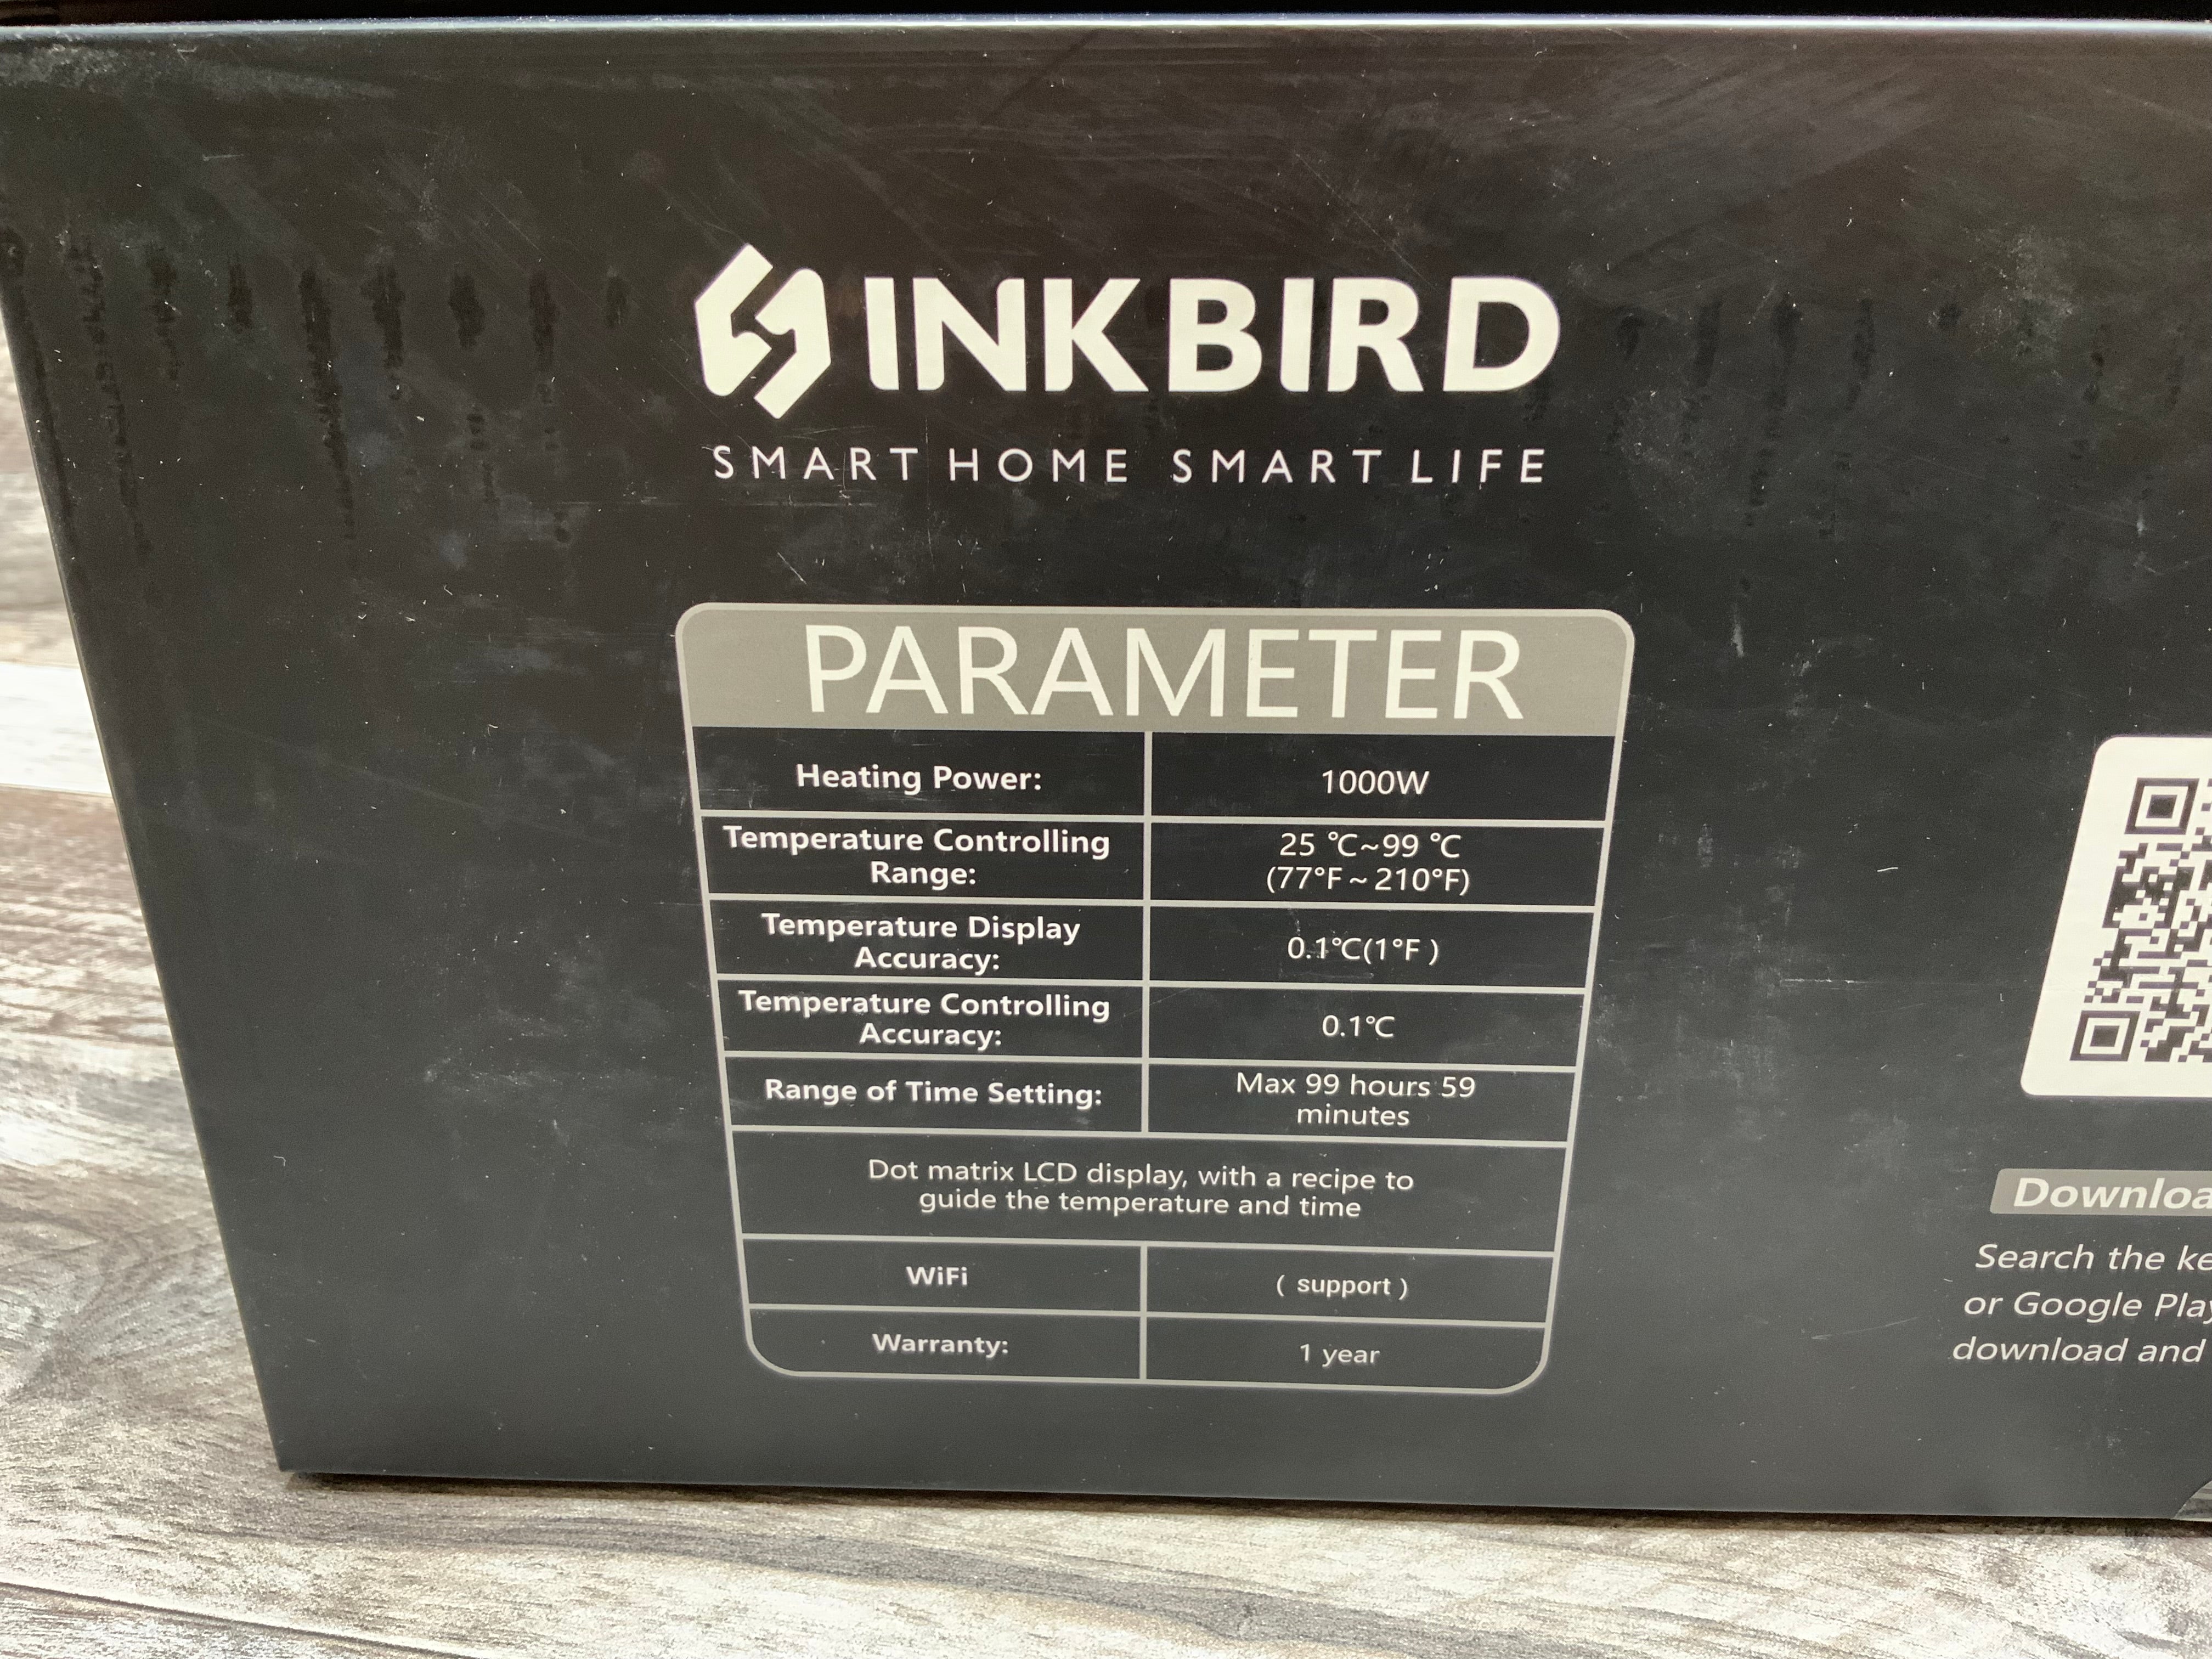 INKBIRD
SMART HOME SMART LIFE
PARAMETER
Heating Power:
1000W
Temperature Controlling
Range:
25 ℃~99 ℃
(77°F ~ 210°F)
Temperature Display
Accuracy:
0.1℃(1°F )
Temperature Controlling
Accuracy:
0.1℃
Range of Time Setting:
Max 99 hours 59
minutes
Dot matrix LCD display, with a recipe to
guide the temperature and time
WiFi
( support )
Warranty:
1 year
Search the
or Google
download and